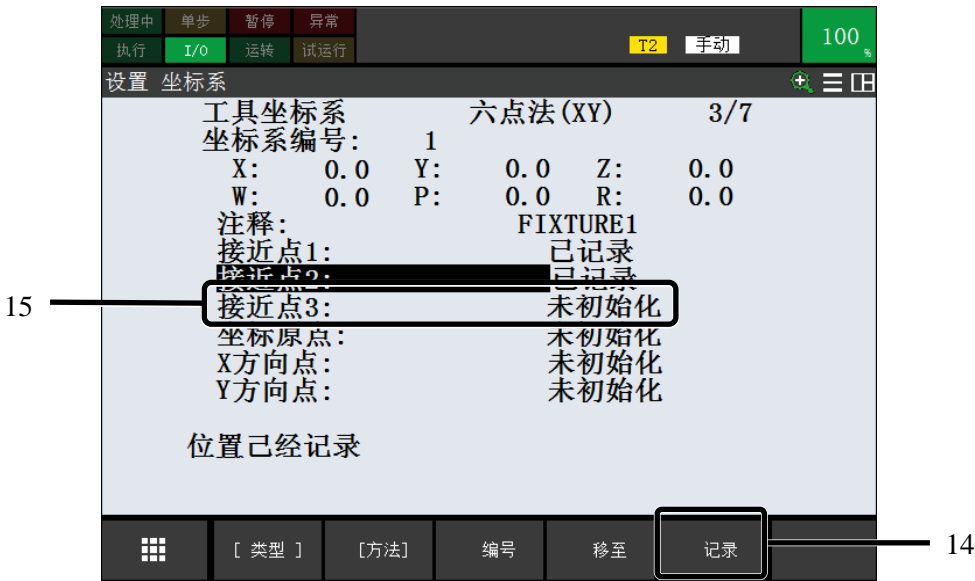 处理中 单步 暂停 异常
执行 I/O 运转 试运行 T2 手动 100 %
设置 坐标系
工具坐标系 六点法(XY) 3/7
坐标系编号: 1
X: 0.0 Y: 0.0 Z: 0.0
W: 0.0 P: 0.0 R: 0.0
注释: FIXTURE1
接近点1: 已记录
接近点2: 已记录
15 接近点3: 未初始化
坐标原点: 未初始化
X方向点: 未初始化
Y方向点: 未初始化
位置己经记录
[ 类型 ] [方法] 编号 移至 记录 14